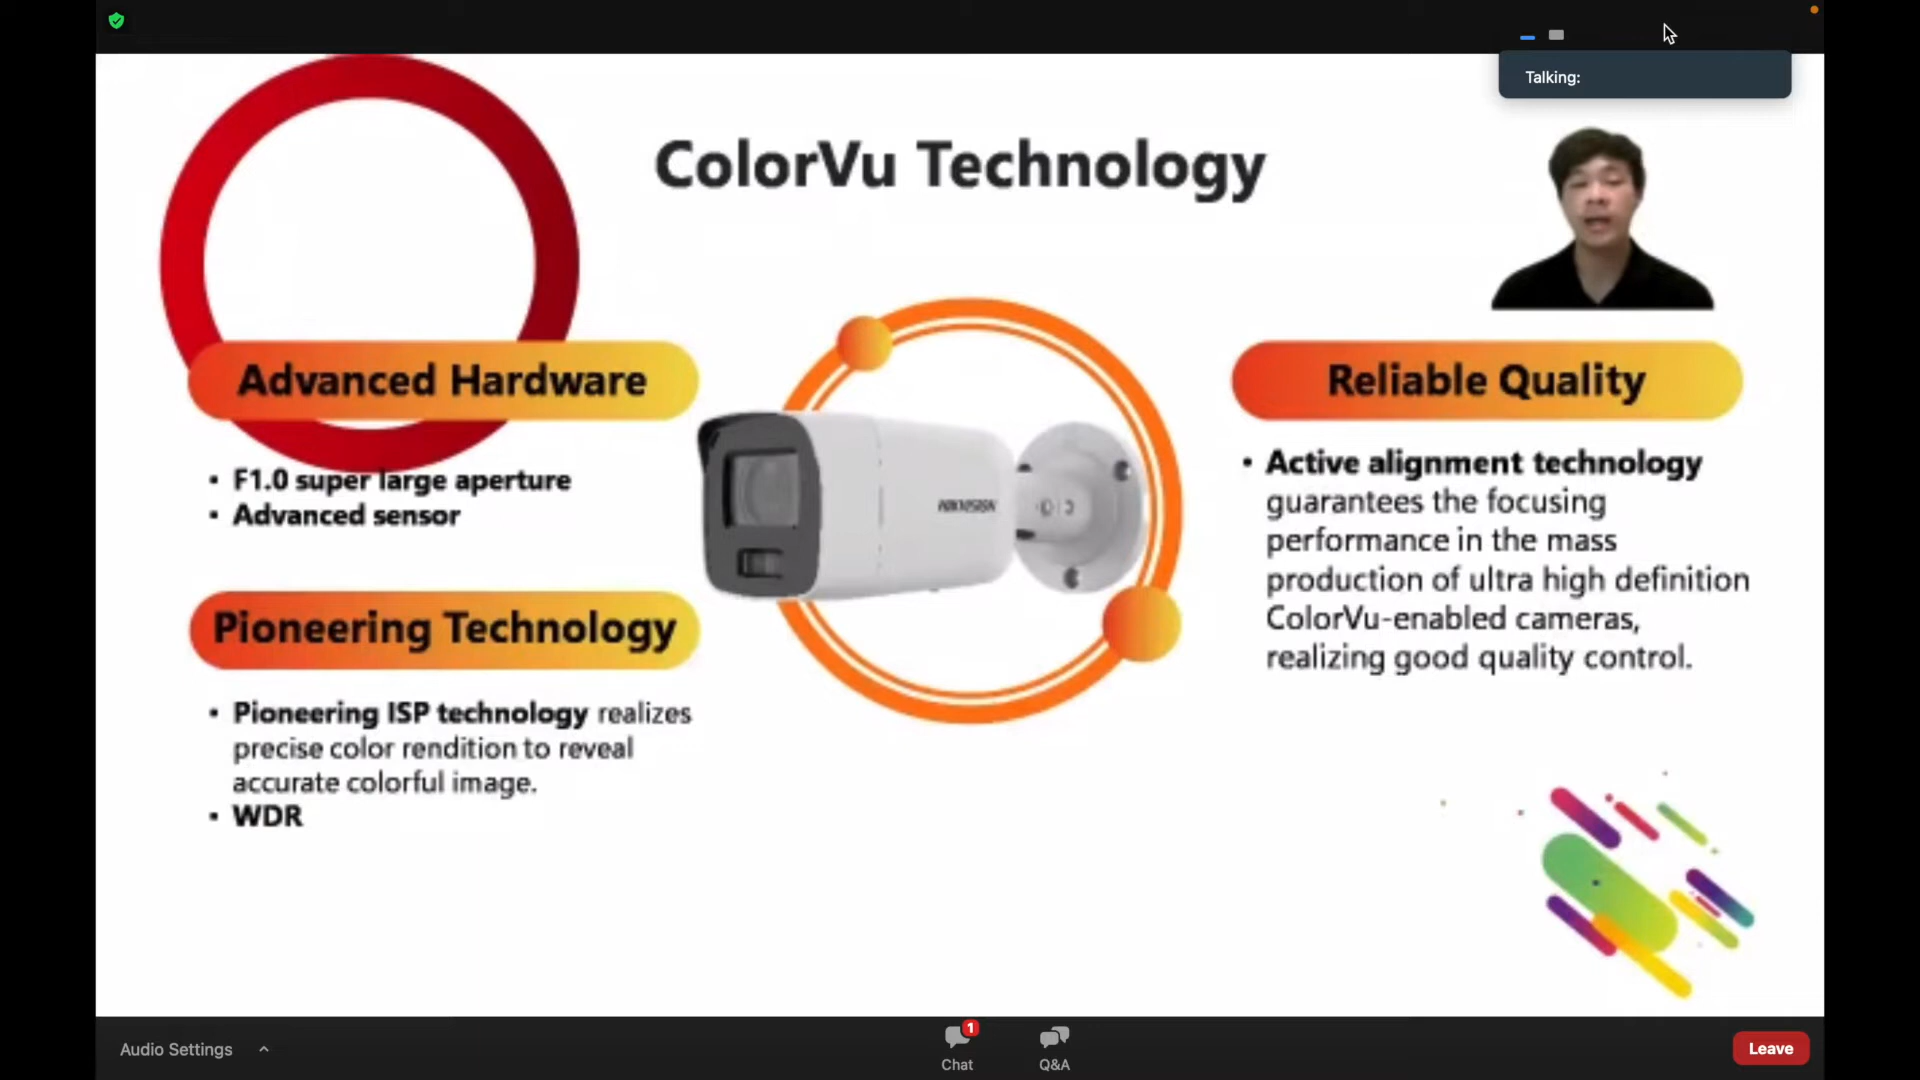 Talking:
ColorVu Technology
Advanced Hardware
• F1.0 super large aperture
• Advanced sensor
Pioneering Technology
• Pioneering ISP technology realizes
precise color rendition to reveal
accurate colorful image.
• WDR
HIKVISION
Reliable Quality
• Active alignment technology
guarantees the focusing
performance in the mass
production of ultra high definition
ColorVu-enabled cameras,
realizing good quality control.
Audio Settings
1
Chat
Q&A
Leave